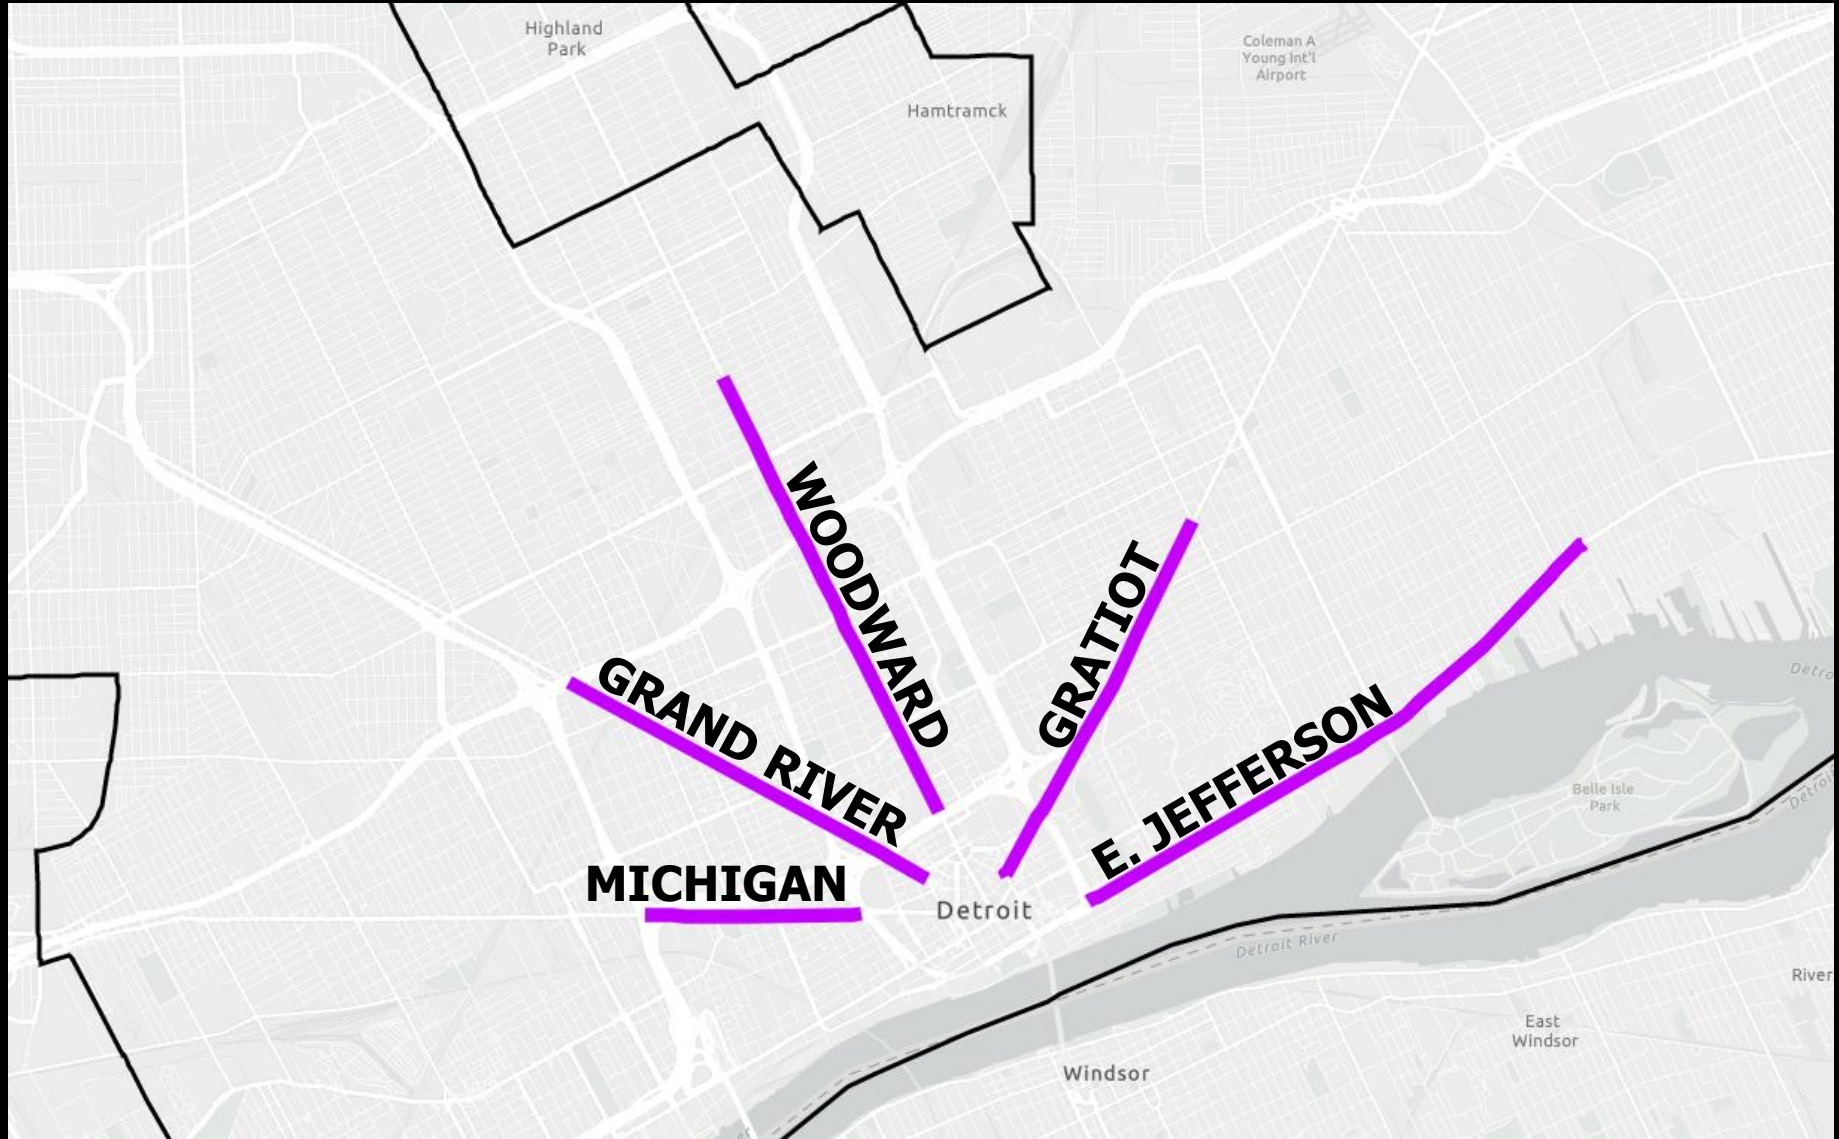 Highland
Park
Coleman A
Young Int'l
Airport
Hamtramck
WOODWARD
GRATIOT
GRAND RIVER
E. JEFFERSON
MICHIGAN
Detroit
Belle Isle
Park
Detroit River
River
East
Windsor
Windsor